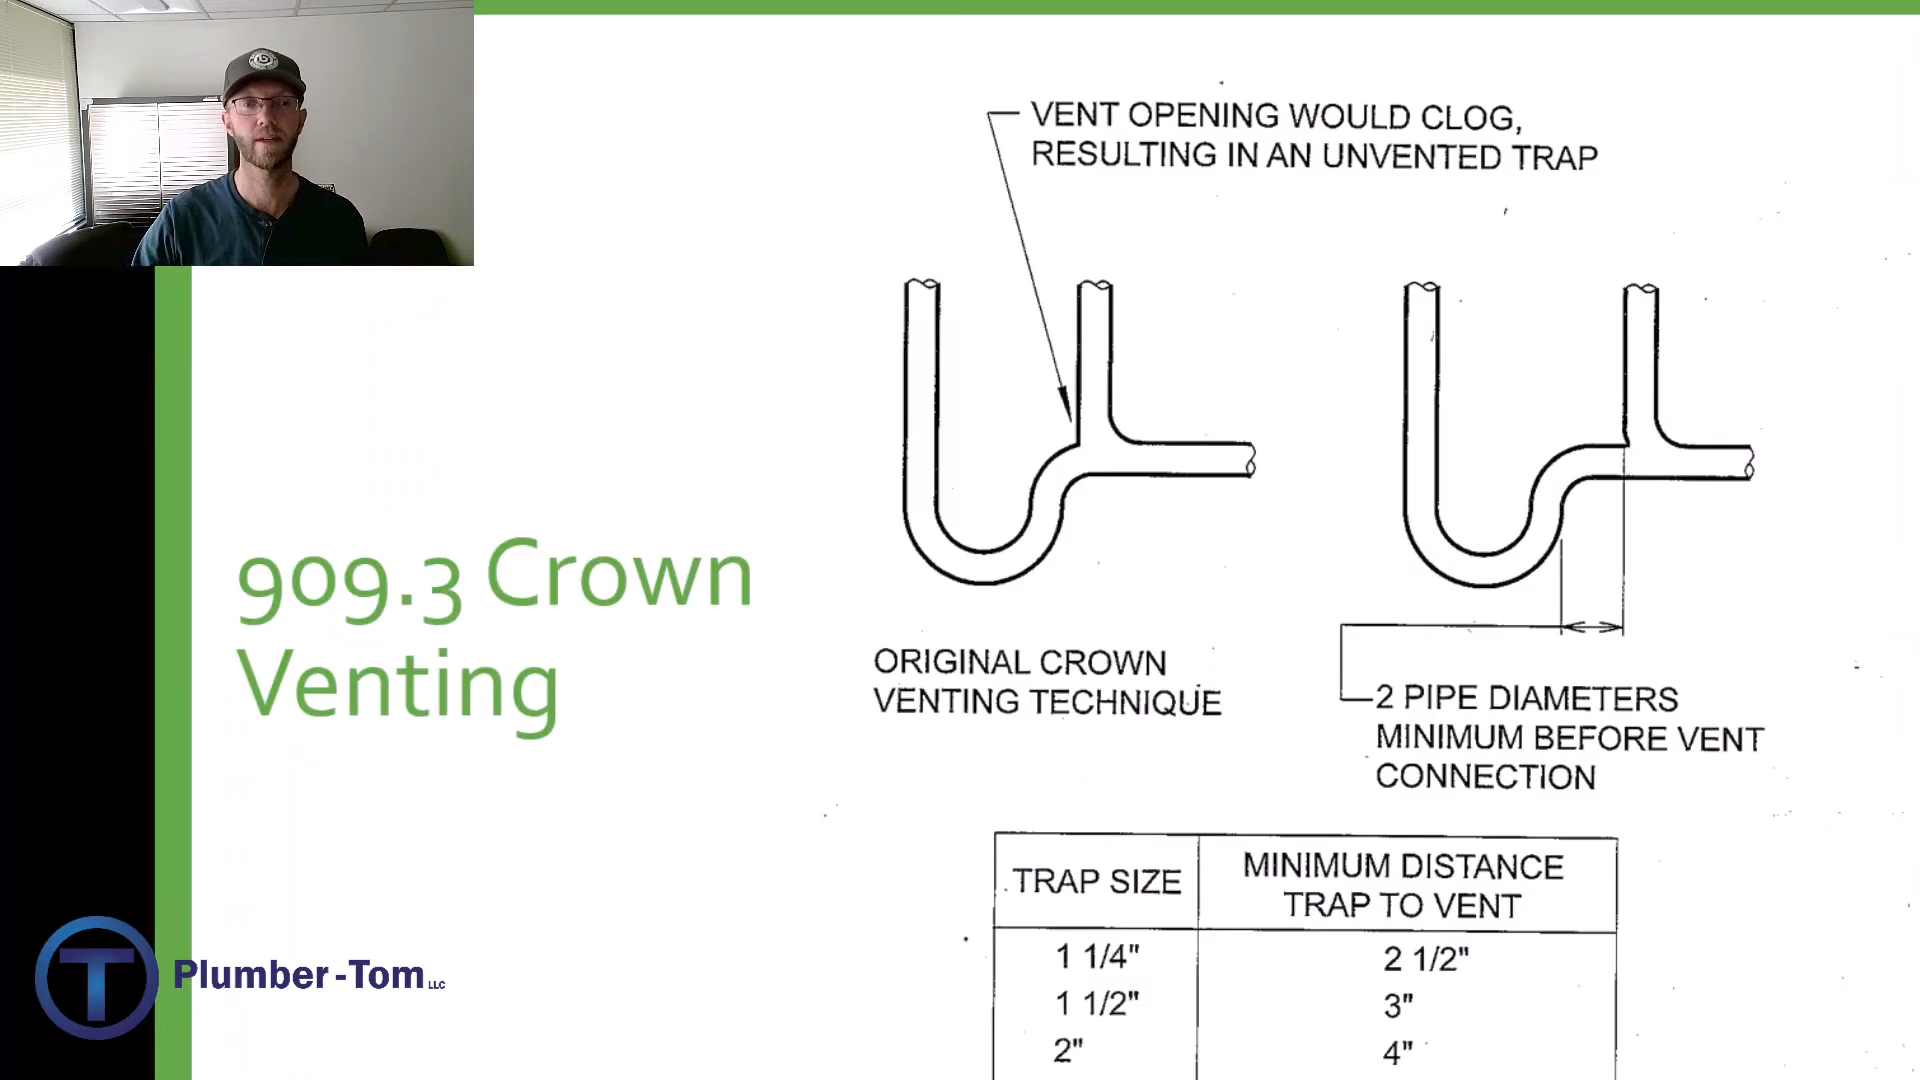 VENT OPENING WOULD CLOG,
RESULTING IN AN UNVENTED TRAP
909.3 Crown
Venting
ORIGINAL CROWN
VENTING TECHNIQUE
2 PIPE DIAMETERS
MINIMUM BEFORE VENT
CONNECTION
TRAP SIZE
MINIMUM DISTANCE
TRAP TO VENT
1 1/4" 2 1/2"
1 1/2" 3"
2" 4"
T
Plumber-Tom LLC